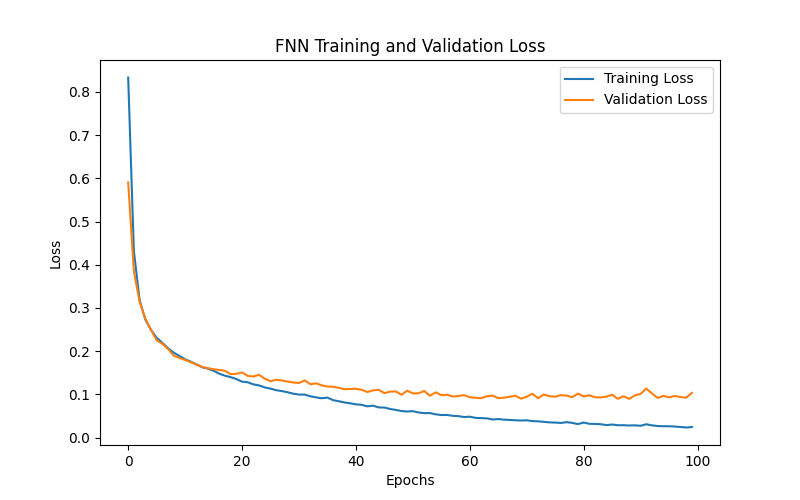 FNN Training and Validation Loss
Training Loss
Validation Loss
Loss
0.8
0.7
0.6
0.5
0.4
0.3
0.2
0.1
0.0
0 20 40 60 80 100
Epochs